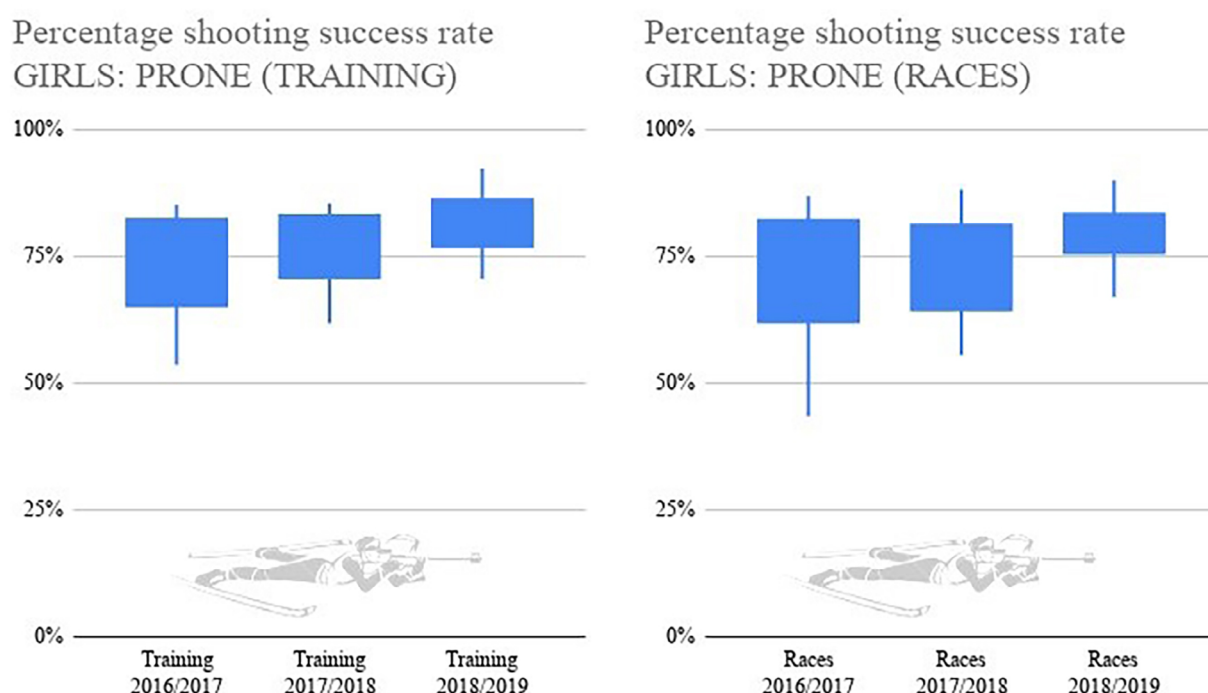 Percentage shooting success rate
GIRLS: PRONE (TRAINING)
100%
75%
50%
25%
0%
Training
2016/2017
Training
2017/2018
Training
2018/2019
Percentage shooting success rate
GIRLS: PRONE (RACES)
100%
75%
50%
25%
0%
Races
2016/2017
Races
2017/2018
Races
2018/2019